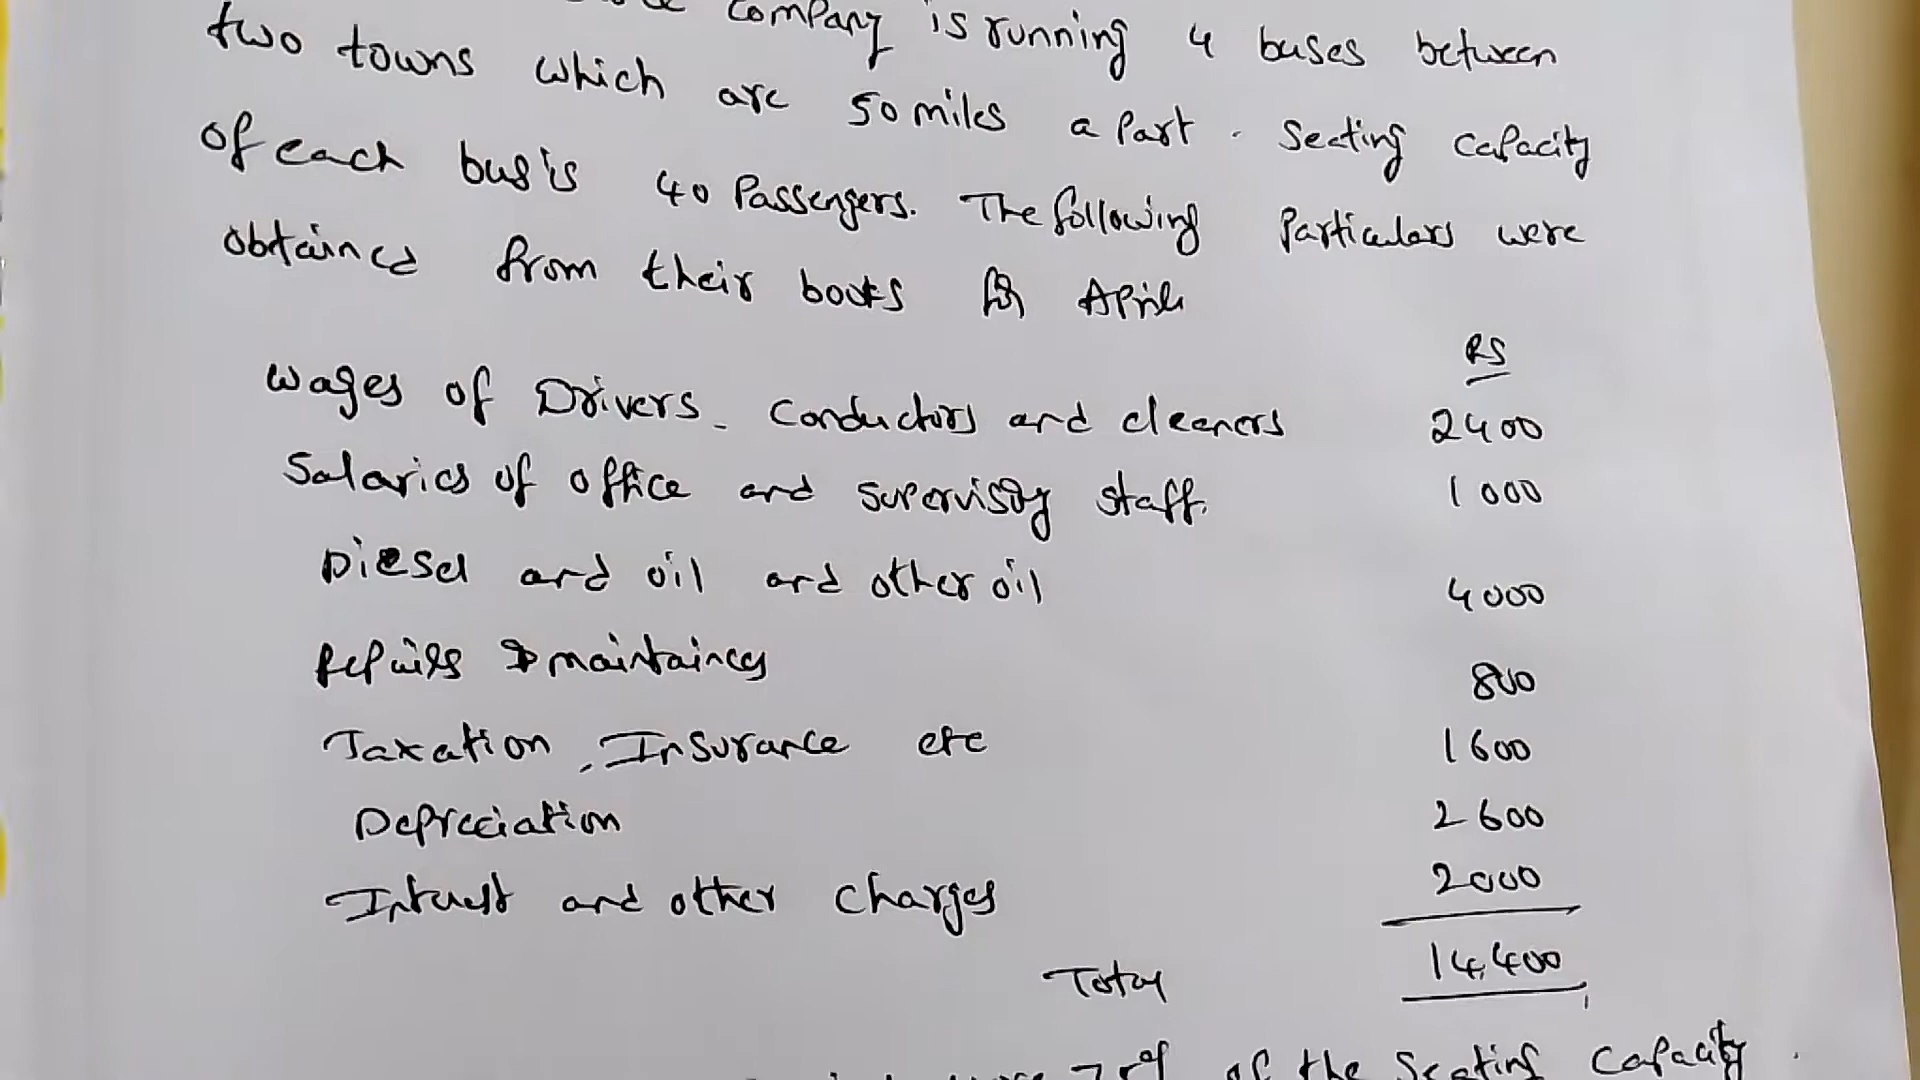 company is running 4 buses between
two towns which are 50 miles a part. Seating capacity
of each bus is 40 Passengers. The following Particulars were
obtained from their books for April
RS
Wages of Drivers - Conductors and cleaners 2400
Salaries of office and supervisory staff. 1000
Diesel and oil and other oil 4000
Repairs & maintaincy 800
Taxation, Insurance etc 1600
Depreciation 2600
Interest and other charges 2000
Total 14,400
of the Seating capacity.